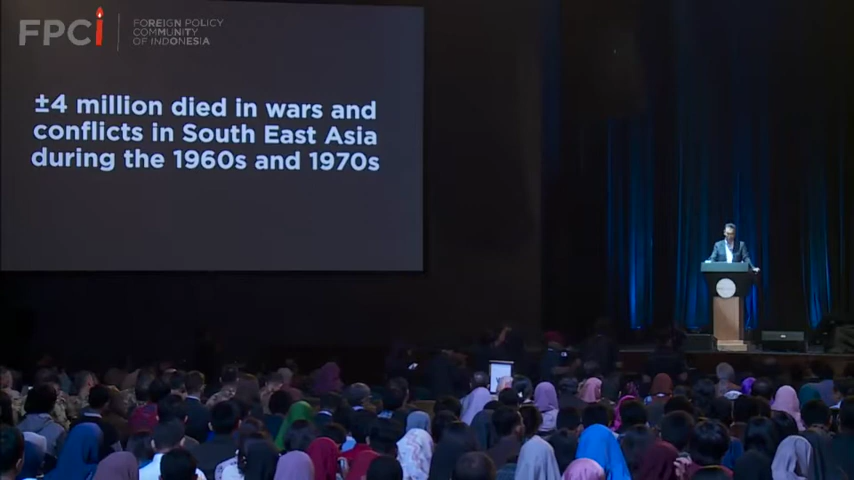 FPCi
FOREIGN POLICY
COMMUNITY
OF INDONESIA
±4 million died in wars and
conflicts in South East Asia
during the 1960s and 1970s